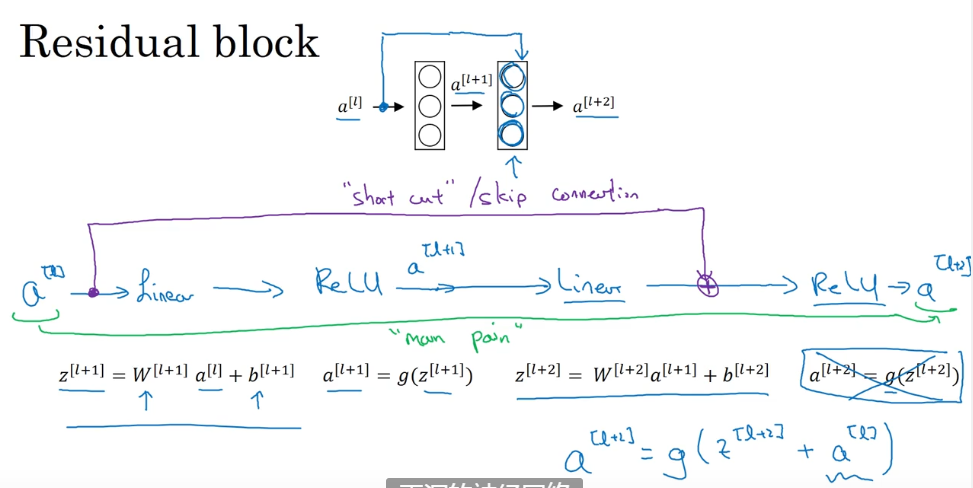 Residual block
a^[l] a^[l+1] a^[l+2]
"short cut" / skip connection
a^[l] → Linear → ReLU a^[l+1] → Linear → ReLU → a^[l+2]
"main path"
z^[l+1] = W^[l+1] a^[l] + b^[l+1] a^[l+1] = g(z^[l+1]) z^[l+2] = W^[l+2] a^[l+1] + b^[l+2] a^[l+2] = g(z^[l+2])
a^[l+2] = g(z^[l+2] + a^[l])